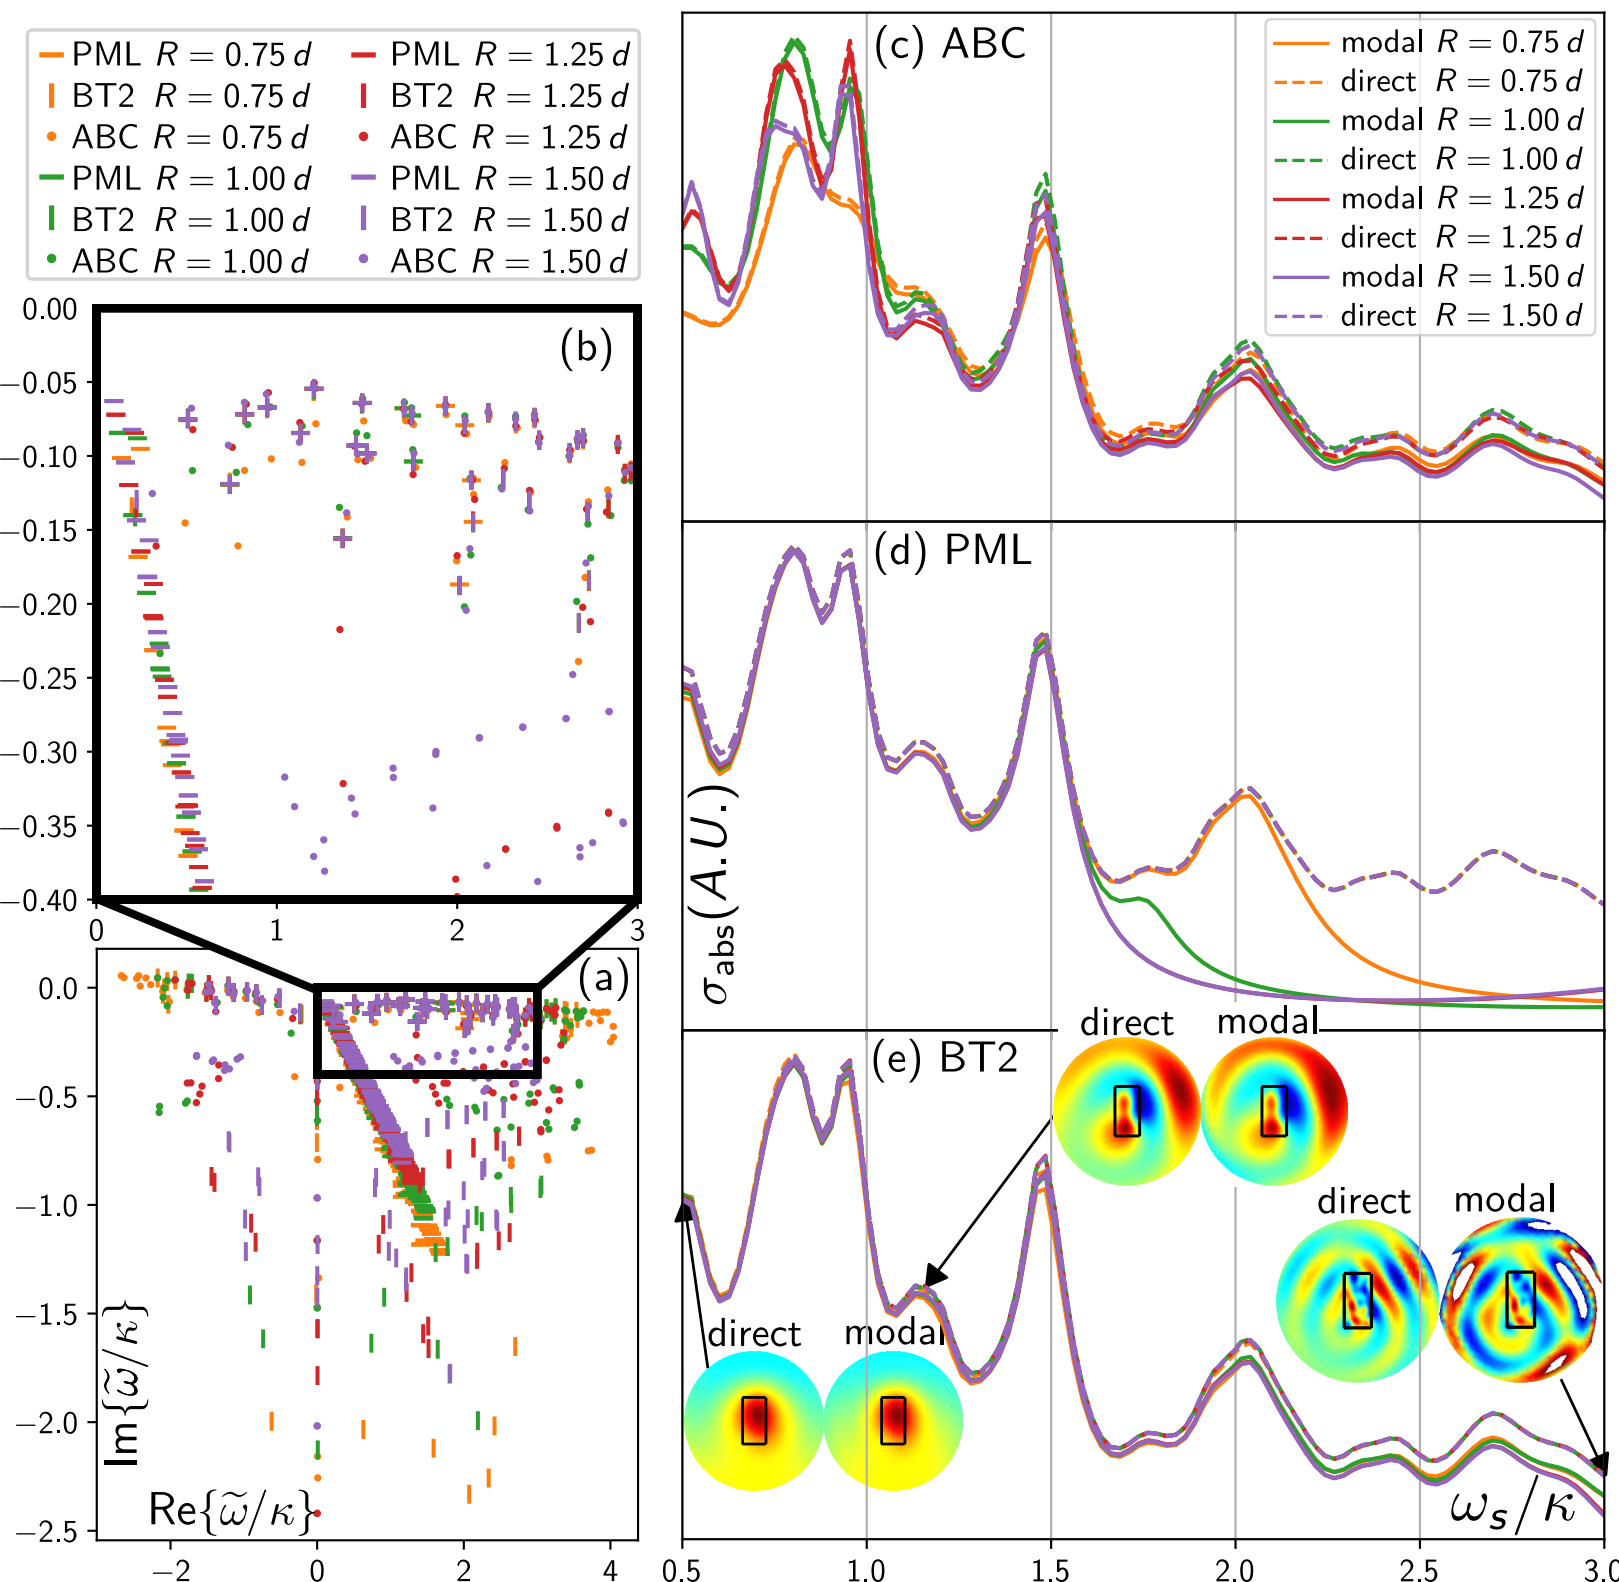 PML R = 0.75 d
BT2 R = 0.75 d
ABC R = 0.75 d
PML R = 1.00 d
BT2 R = 1.00 d
ABC R = 1.00 d
PML R = 1.25 d
BT2 R = 1.25 d
ABC R = 1.25 d
PML R = 1.50 d
BT2 R = 1.50 d
ABC R = 1.50 d
(b)
0.00
−0.05
−0.10
−0.15
−0.20
−0.25
−0.30
−0.35
−0.40
0 1 2 3
(a)
0.0
−0.5
−1.0
−1.5
−2.0
−2.5
Im{ω̃/κ}
Re{ω̃/κ}
−2 0 2 4
(c) ABC
modal R = 0.75 d
direct R = 0.75 d
modal R = 1.00 d
direct R = 1.00 d
modal R = 1.25 d
direct R = 1.25 d
modal R = 1.50 d
direct R = 1.50 d
(d) PML
σabs(A.U.)
(e) BT2
direct modal
direct modal
direct modal
ωs/κ
0.5 1.0 1.5 2.0 2.5 3.0